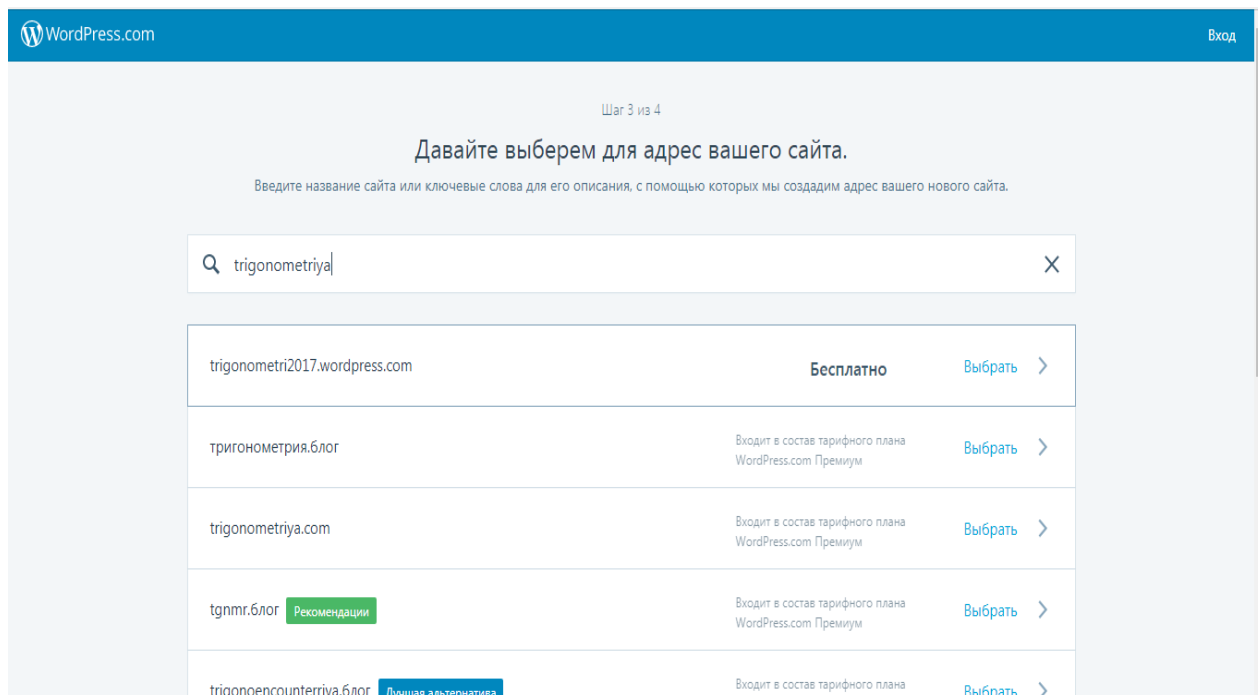 WordPress.com
Вход
Шаг 3 из 4
Давайте выберем для адрес вашего сайта.
Введите название сайта или ключевые слова для его описания, с помощью которых мы создадим адрес вашего нового сайта.
trigonometriya
trigonometri2017.wordpress.com
Бесплатно
Выбрать
тригонометрия.блог
Входит в состав тарифного плана
WordPress.com Премиум
Выбрать
trigonometriya.com
Входит в состав тарифного плана
WordPress.com Премиум
Выбрать
tgnmr.блог
Рекомендации
Входит в состав тарифного плана
WordPress.com Премиум
Выбрать
trigonoencounterriya.блог
Лучшая альтернатива
Входит в состав тарифного плана
Выбрать